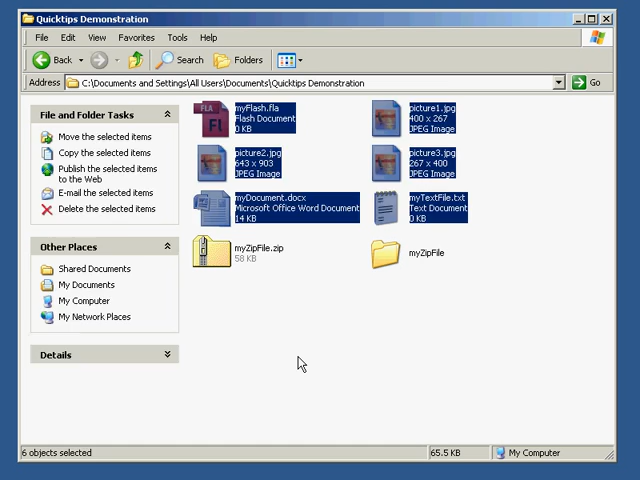 Quicktips Demonstration
File Edit View Favorites Tools Help
Back Search Folders
Address C:\Documents and Settings\All Users\Documents\Quicktips Demonstration Go
File and Folder Tasks
Move the selected items
Copy the selected items
Publish the selected items
to the Web
E-mail the selected items
Delete the selected items
Other Places
Shared Documents
My Documents
My Computer
My Network Places
Details
FLA
Fl
myFlash.fla
Flash Document
0 KB
picture1.jpg
400 x 267
JPEG Image
picture2.jpg
643 x 903
JPEG Image
picture3.jpg
267 x 400
JPEG Image
myDocument.docx
Microsoft Office Word Document
14 KB
myTextFile.txt
Text Document
0 KB
myZipFile.zip
58 KB
myZipFile
6 objects selected 65.5 KB My Computer